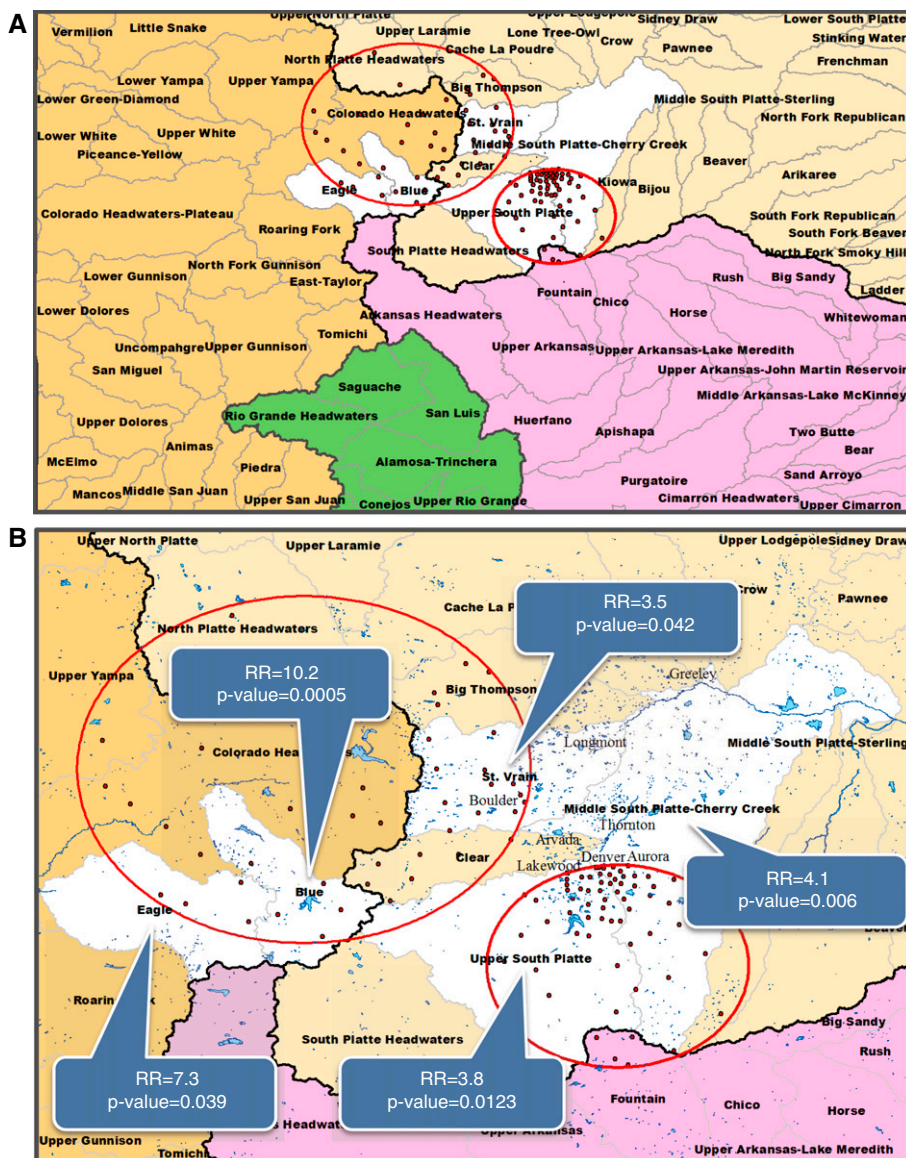 A
Upper North Platte
Upper Laramie
Upper Lodgepole
Sidney Draw
Lower South Platte
Vermilion
Little Snake
Lone Tree-Owl
Crow
Stinking Water
North Platte Headwaters
Cache La Poudre
Pawnee
Frenchman
Lower Yampa
Upper Yampa
Big Thompson
Lower Green-Diamond
Middle South Platte-Sterling
Colorado Headwaters
St. Vrain
North Fork Republican
Lower White
Upper White
Middle South Platte-Cherry Creek
Piceance-Yellow
Clear
Beaver
Arikaree
Eagle
Blue
Kiowa
Bijou
Colorado Headwaters-Plateau
Upper South Platte
South Fork Republican
Roaring Fork
South Fork Beaver
South Platte Headwaters
North Fork Smoky Hill
North Fork Gunnison
Lower Gunnison
East-Taylor
Rush
Big Sandy
Ladder
Fountain
Chico
Lower Dolores
Arkansas Headwaters
Horse
Whitewoman
Tomichi
Uncompahgre
Upper Gunnison
Upper Arkansas
Upper Arkansas-Lake Meredith
San Miguel
Upper Arkansas-John Martin Reservoir
Saguache
Middle Arkansas-Lake McKinney
Rio Grande Headwaters
San Luis
Upper Dolores
Huerfano
Apishapa
Two Butte
Animas
Bear
McElmo
Piedra
Alamosa-Trinchera
Sand Arroyo
Purgatoire
Mancos
Middle San Juan
Upper San Juan
Conejos
Upper Rio Grande
Cimarron Headwaters
Upper Cimarron
B
Upper North Platte
Upper Laramie
Upper Lodgepole
Sidney Draw
Crow
Pawnee
Cache La P
RR=3.5
p-value=0.042
North Platte Headwaters
RR=10.2
p-value=0.0005
Upper Yampa
Big Thompson
Greeley
Colorado Hea
ers
Longmont
Middle South Platte-Sterling
St. Vrain
Boulder
Middle South Platte-Cherry Creek
Thornton
Arvada
Clear
Lakewood
Denver
Aurora
Blue
RR=4.1
p-value=0.006
Eagle
Upper South Platte
Roaring
k
Big Sandy
South Platte Headwaters
Rush
RR=7.3
p-value=0.039
RR=3.8
p-value=0.0123
Fountain
Chico
Horse
s Headwa
Upper Arkansas
Upper Gunnison
Tomichi
Upper Arkansas-Lake Meredith